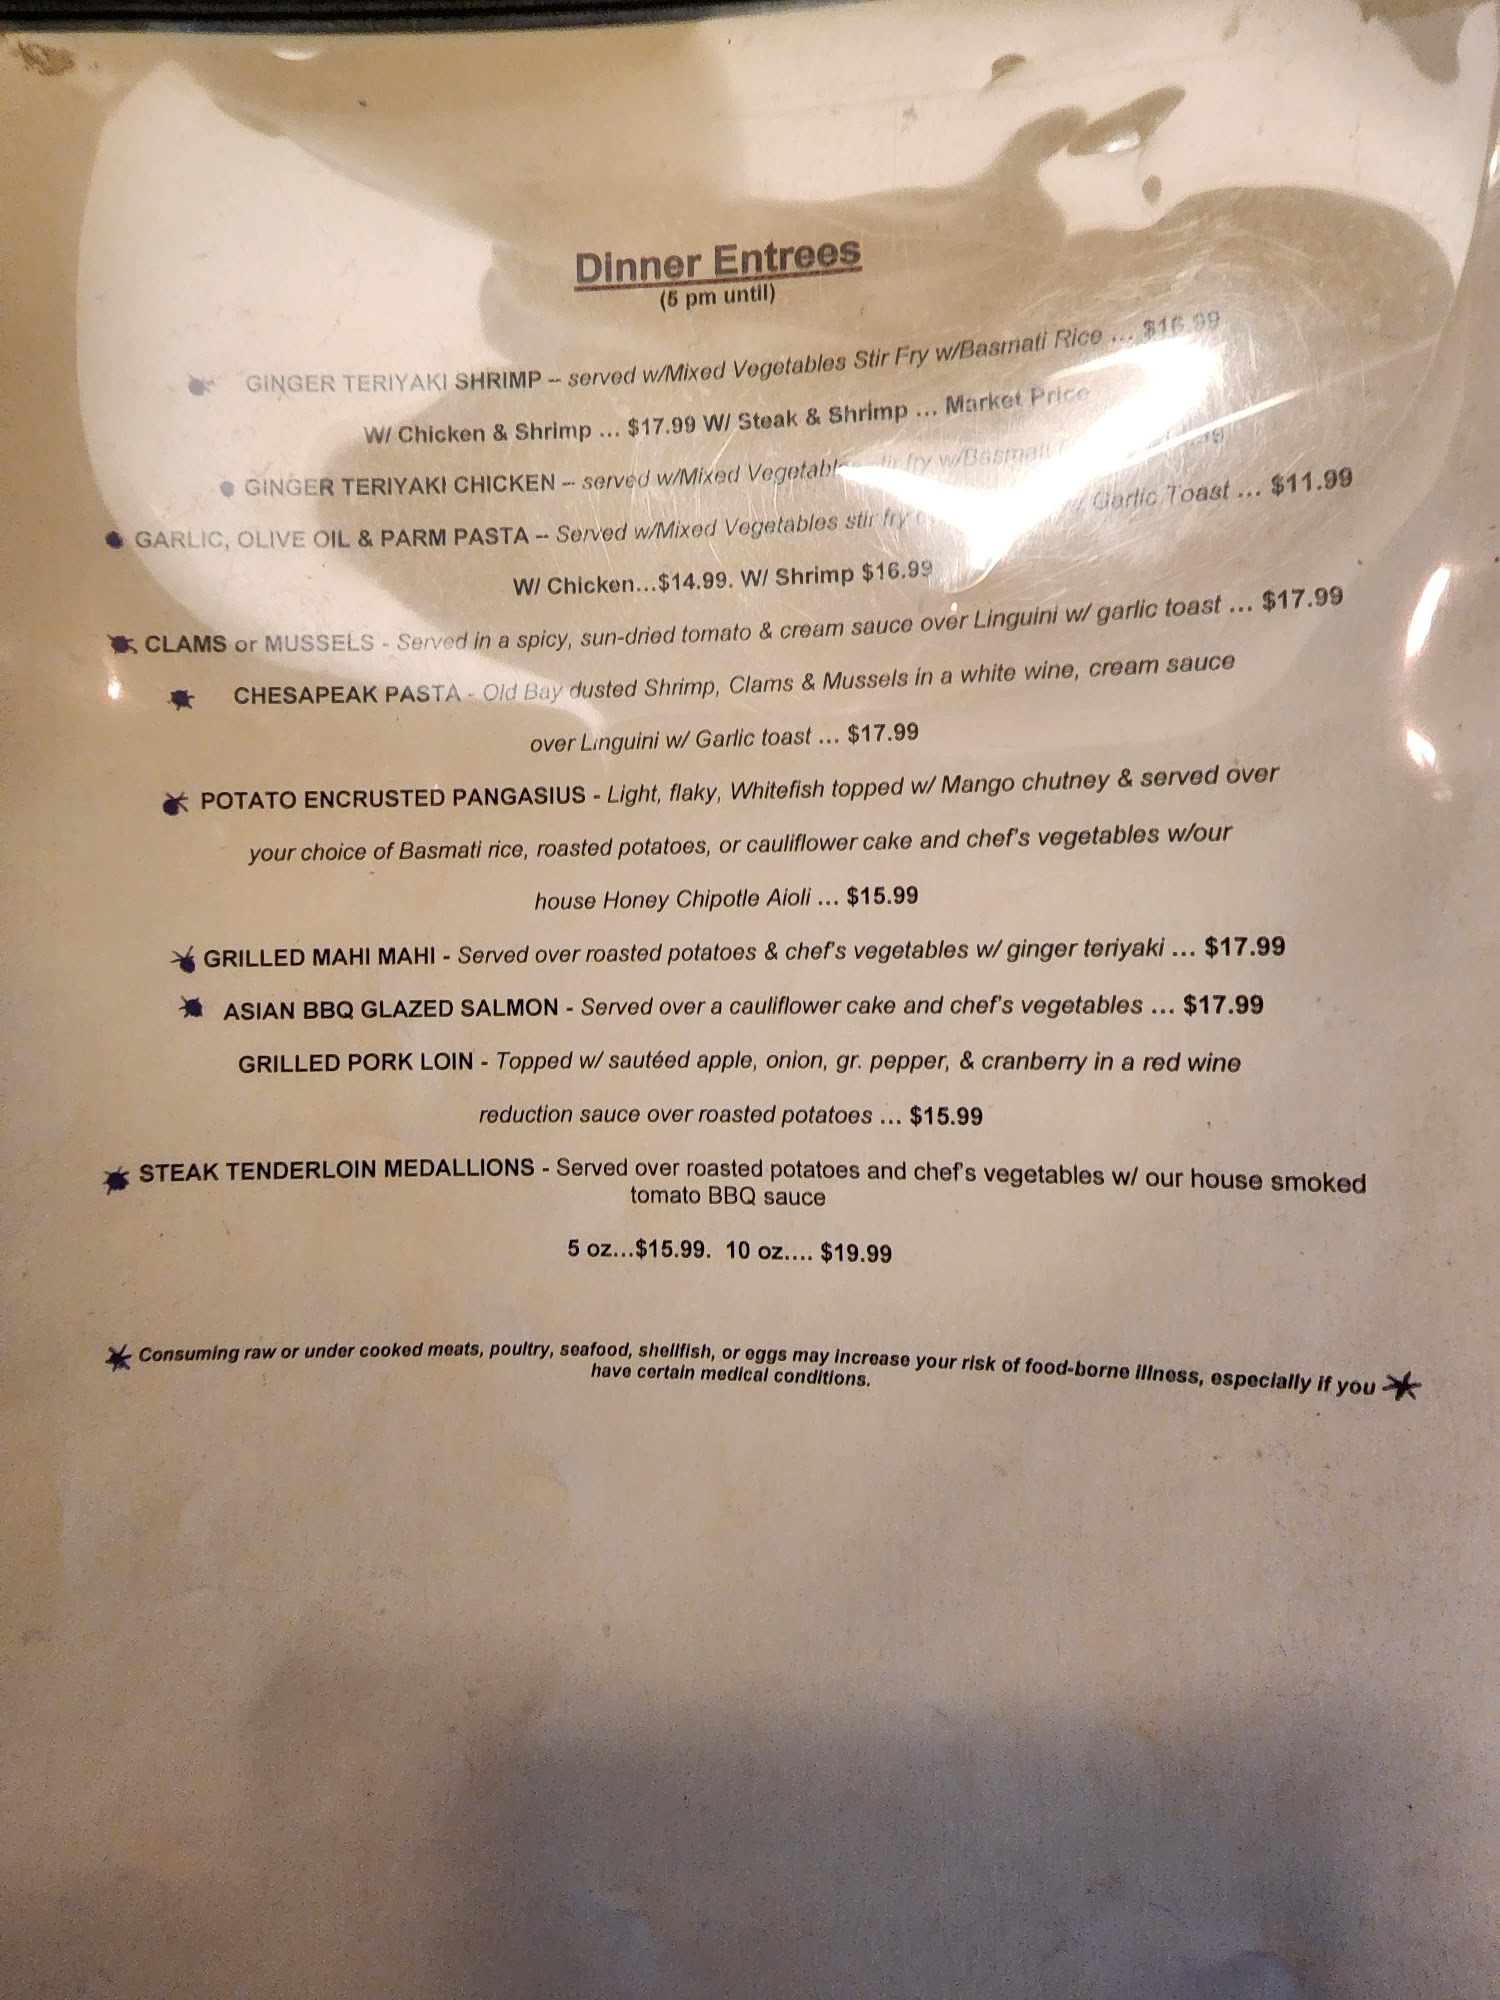 Dinner Entrees
(5 pm until)
GINGER TERIYAKI SHRIMP – served w/Mixed Vegetables Stir Fry w/Basmati Rice ... $16.99
W/ Chicken & Shrimp ... $17.99 W/ Steak & Shrimp ... Market Price
GINGER TERIYAKI CHICKEN – served w/Mixed Vegetables stir fry w/Basmati
GARLIC, OLIVE OIL & PARM PASTA – Served w/Mixed Vegetables stir fry Garlic Toast ... $11.99
W/ Chicken...$14.99. W/ Shrimp $16.99
CLAMS or MUSSELS - Served in a spicy, sun-dried tomato & cream sauce over Linguini w/ garlic toast ... $17.99
CHESAPEAK PASTA - Old Bay dusted Shrimp, Clams & Mussels in a white wine, cream sauce
over Linguini w/ Garlic toast ... $17.99
POTATO ENCRUSTED PANGASIUS - Light, flaky, Whitefish topped w/ Mango chutney & served over
your choice of Basmati rice, roasted potatoes, or cauliflower cake and chef's vegetables w/our
house Honey Chipotle Aioli ... $15.99
GRILLED MAHI MAHI - Served over roasted potatoes & chef's vegetables w/ ginger teriyaki ... $17.99
ASIAN BBQ GLAZED SALMON - Served over a cauliflower cake and chef's vegetables ... $17.99
GRILLED PORK LOIN - Topped w/ sautéed apple, onion, gr. pepper, & cranberry in a red wine
reduction sauce over roasted potatoes ... $15.99
STEAK TENDERLOIN MEDALLIONS - Served over roasted potatoes and chef's vegetables w/ our house smoked
tomato BBQ sauce
5 oz...$15.99. 10 oz.... $19.99
* Consuming raw or under cooked meats, poultry, seafood, shellfish, or eggs may increase your risk of food-borne illness, especially if you *
have certain medical conditions.